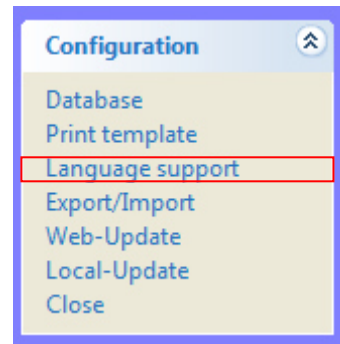 Configuration
Database
Print template
Language support
Export/Import
Web-Update
Local-Update
Close